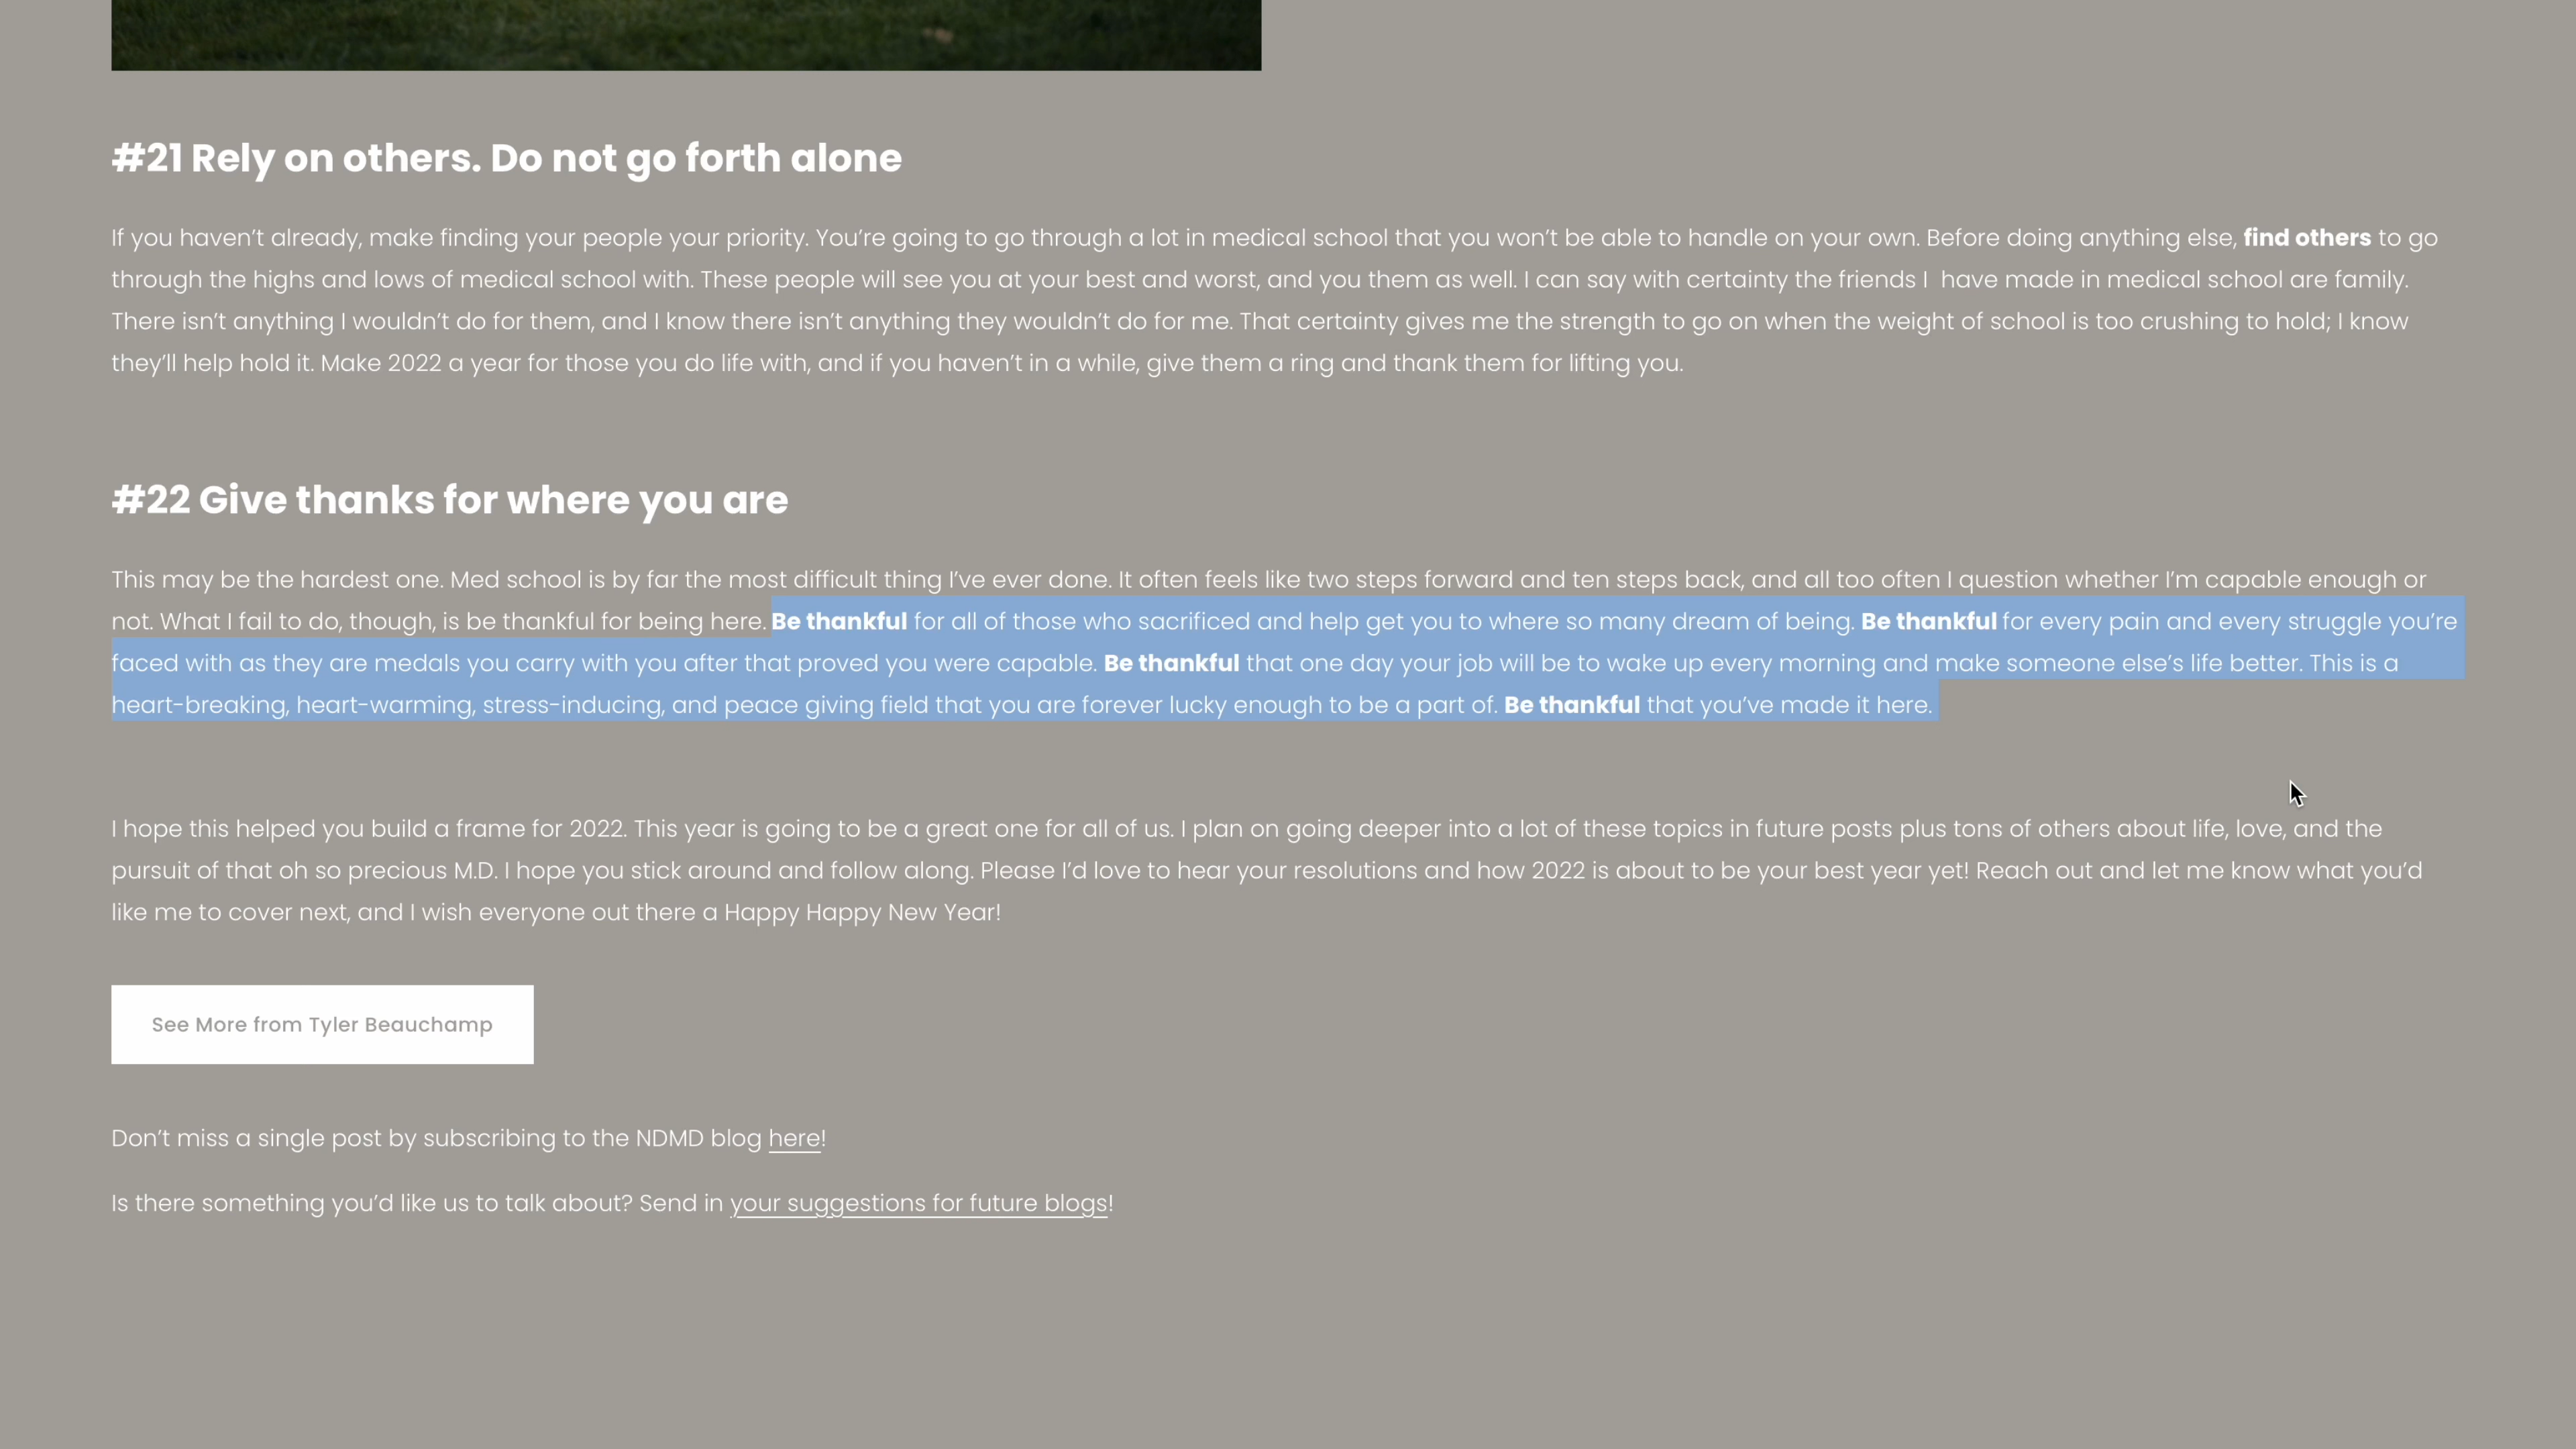 #21 Rely on others. Do not go forth alone
If you haven’t already, make finding your people your priority. You’re going to go through a lot in medical school that you won’t be able to handle on your own. Before doing anything else, find others to go
through the highs and lows of medical school with. These people will see you at your best and worst, and you them as well. I can say with certainty the friends I  have made in medical school are family.
There isn’t anything I wouldn’t do for them, and I know there isn’t anything they wouldn’t do for me. That certainty gives me the strength to go on when the weight of school is too crushing to hold; I know
they’ll help hold it. Make 2022 a year for those you do life with, and if you haven’t in a while, give them a ring and thank them for lifting you.
#22 Give thanks for where you are
This may be the hardest one. Med school is by far the most difficult thing I’ve ever done. It often feels like two steps forward and ten steps back, and all too often I question whether I’m capable enough or
not. What I fail to do, though, is be thankful for being here. Be thankful for all of those who sacrificed and help get you to where so many dream of being. Be thankful for every pain and every struggle you’re
faced with as they are medals you carry with you after that proved you were capable. Be thankful that one day your job will be to wake up every morning and make someone else’s life better. This is a
heart-breaking, heart-warming, stress-inducing, and peace giving field that you are forever lucky enough to be a part of. Be thankful that you’ve made it here.
I hope this helped you build a frame for 2022. This year is going to be a great one for all of us. I plan on going deeper into a lot of these topics in future posts plus tons of others about life, love, and the
pursuit of that oh so precious M.D. I hope you stick around and follow along. Please I’d love to hear your resolutions and how 2022 is about to be your best year yet! Reach out and let me know what you’d
like me to cover next, and I wish everyone out there a Happy Happy New Year!
See More from Tyler Beauchamp
Don’t miss a single post by subscribing to the NDMD blog here!
Is there something you’d like us to talk about? Send in your suggestions for future blogs!